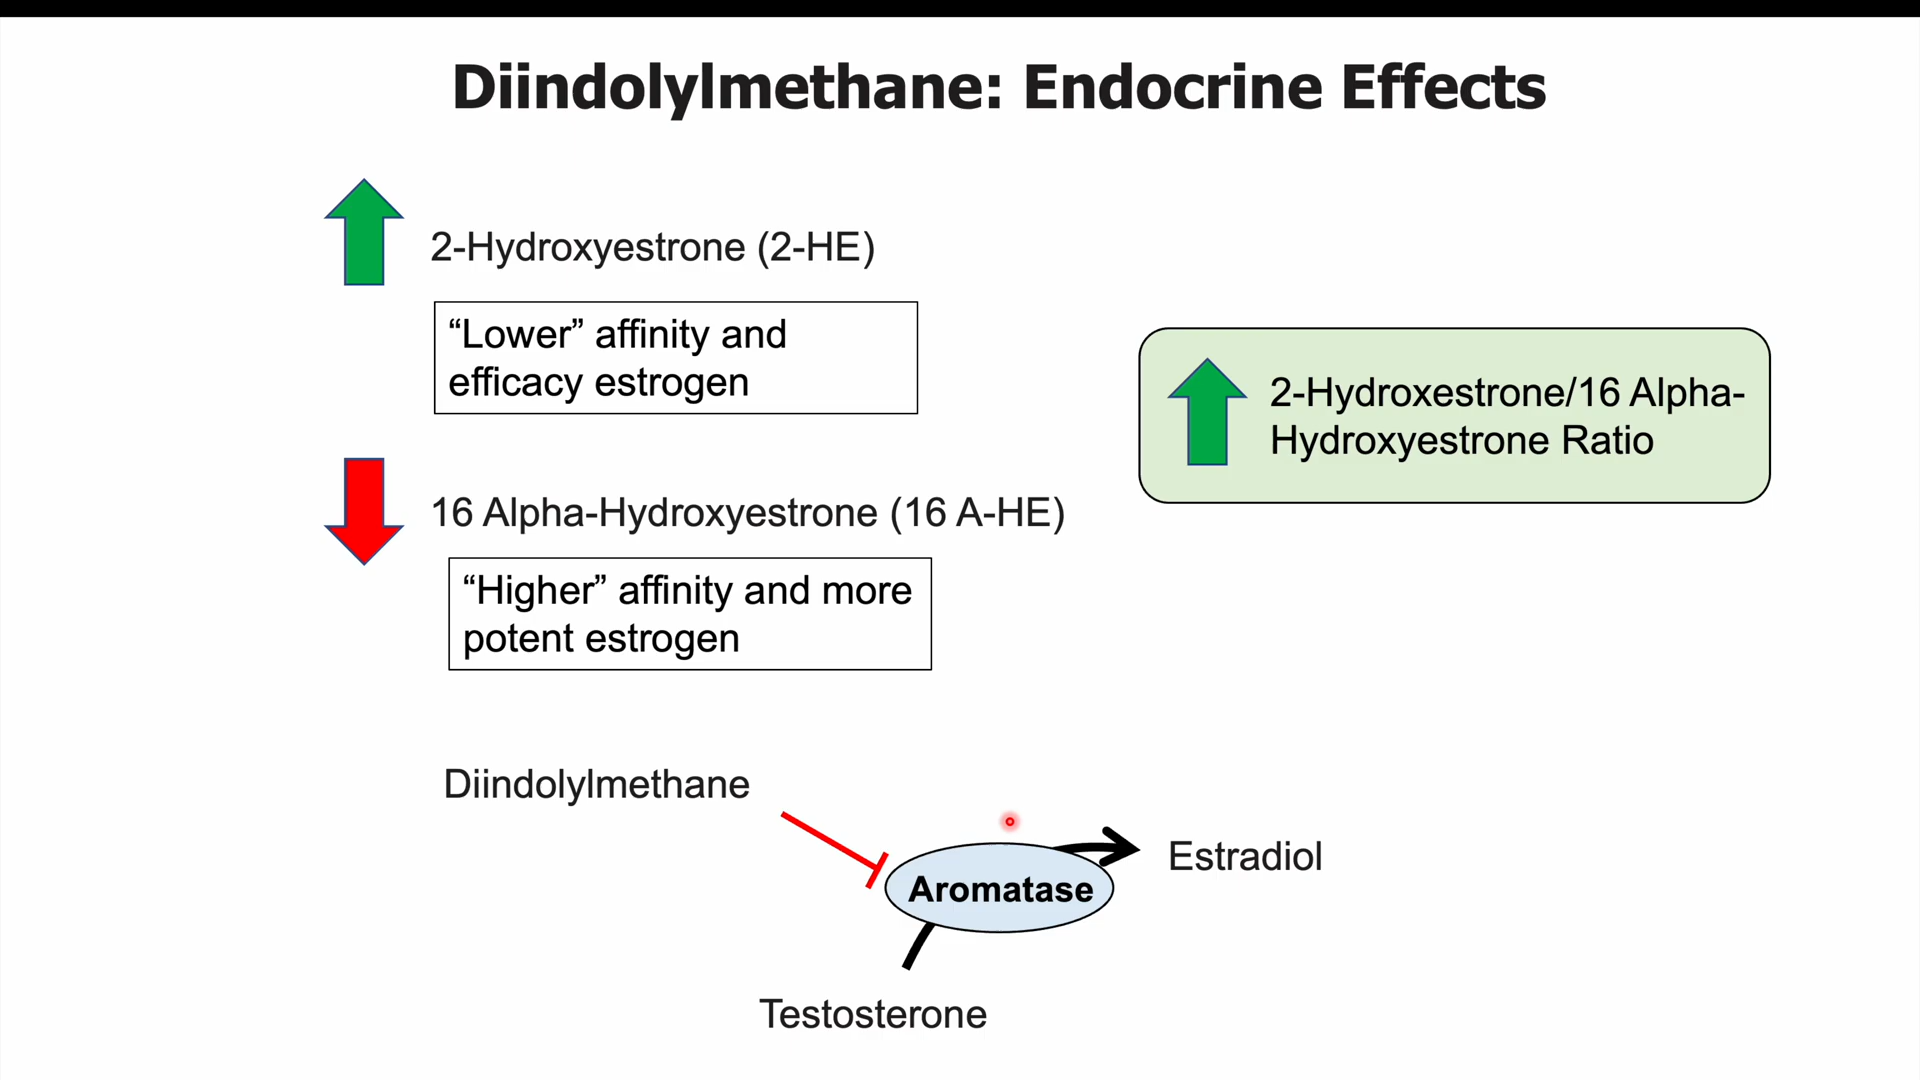 Diindolylmethane: Endocrine Effects
2-Hydroxyestrone (2-HE)
“Lower” affinity and
efficacy estrogen
2-Hydroxestrone/16 Alpha-
Hydroxyestrone Ratio
16 Alpha-Hydroxyestrone (16 A-HE)
“Higher” affinity and more
potent estrogen
Diindolylmethane
Aromatase
Estradiol
Testosterone